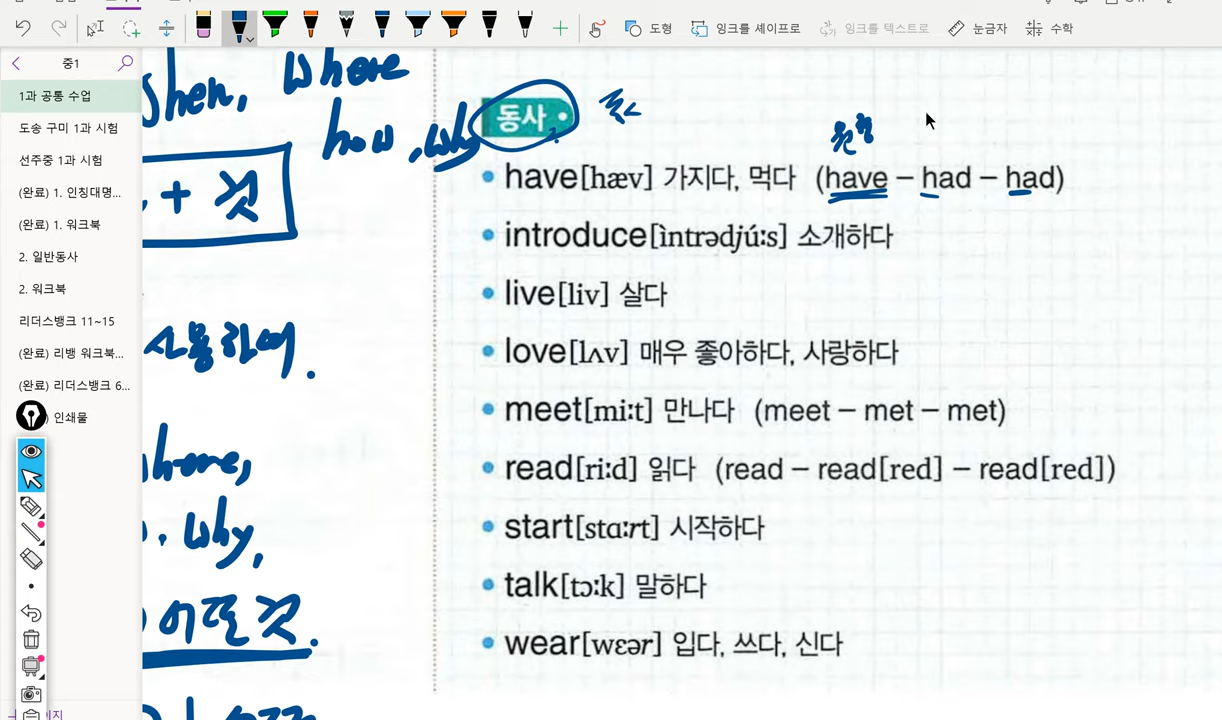 도형
잉크를 셰이프로
잉크를 텍스트로
눈금자
수학
중1
1과 공통 수업
도송 구미 1과 시험
선주중 1과 시험
(완료) 1. 인칭대명...
(완료) 1. 워크북
2. 일반동사
2. 워크북
리더스뱅크 11~15
(완료) 리뱅 워크북...
(완료) 리더스뱅크 6...
인쇄물
when, where
how, why
+ 것
사용하여.
where,
why,
어떤 것.
동사
원형
have[hæv] 가지다, 먹다 (have – had – had)
introduce[ìntrədjúːs] 소개하다
live[liv] 살다
love[lʌv] 매우 좋아하다, 사랑하다
meet[miːt] 만나다 (meet – met – met)
read[riːd] 읽다 (read – read[red] – read[red])
start[stɑːrt] 시작하다
talk[tɔːk] 말하다
wear[wɛər] 입다, 쓰다, 신다